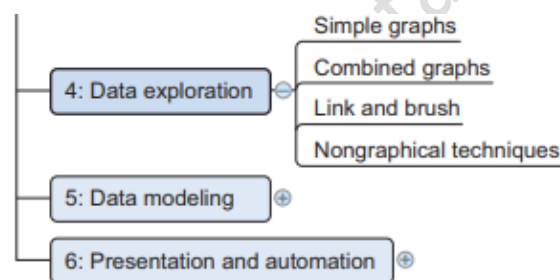 Simple graphs
4: Data exploration
Combined graphs
Link and brush
Nongraphical techniques
5: Data modeling
6: Presentation and automation